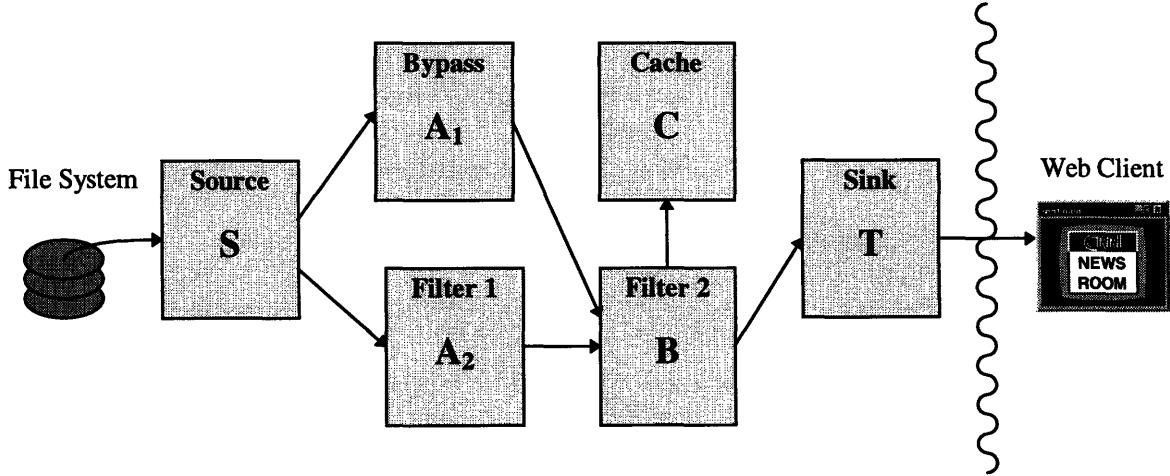 Bypass
A1
Cache
C
File System
Source
S
Sink
T
Web Client
NEWS
ROOM
Filter 1
A2
Filter 2
B